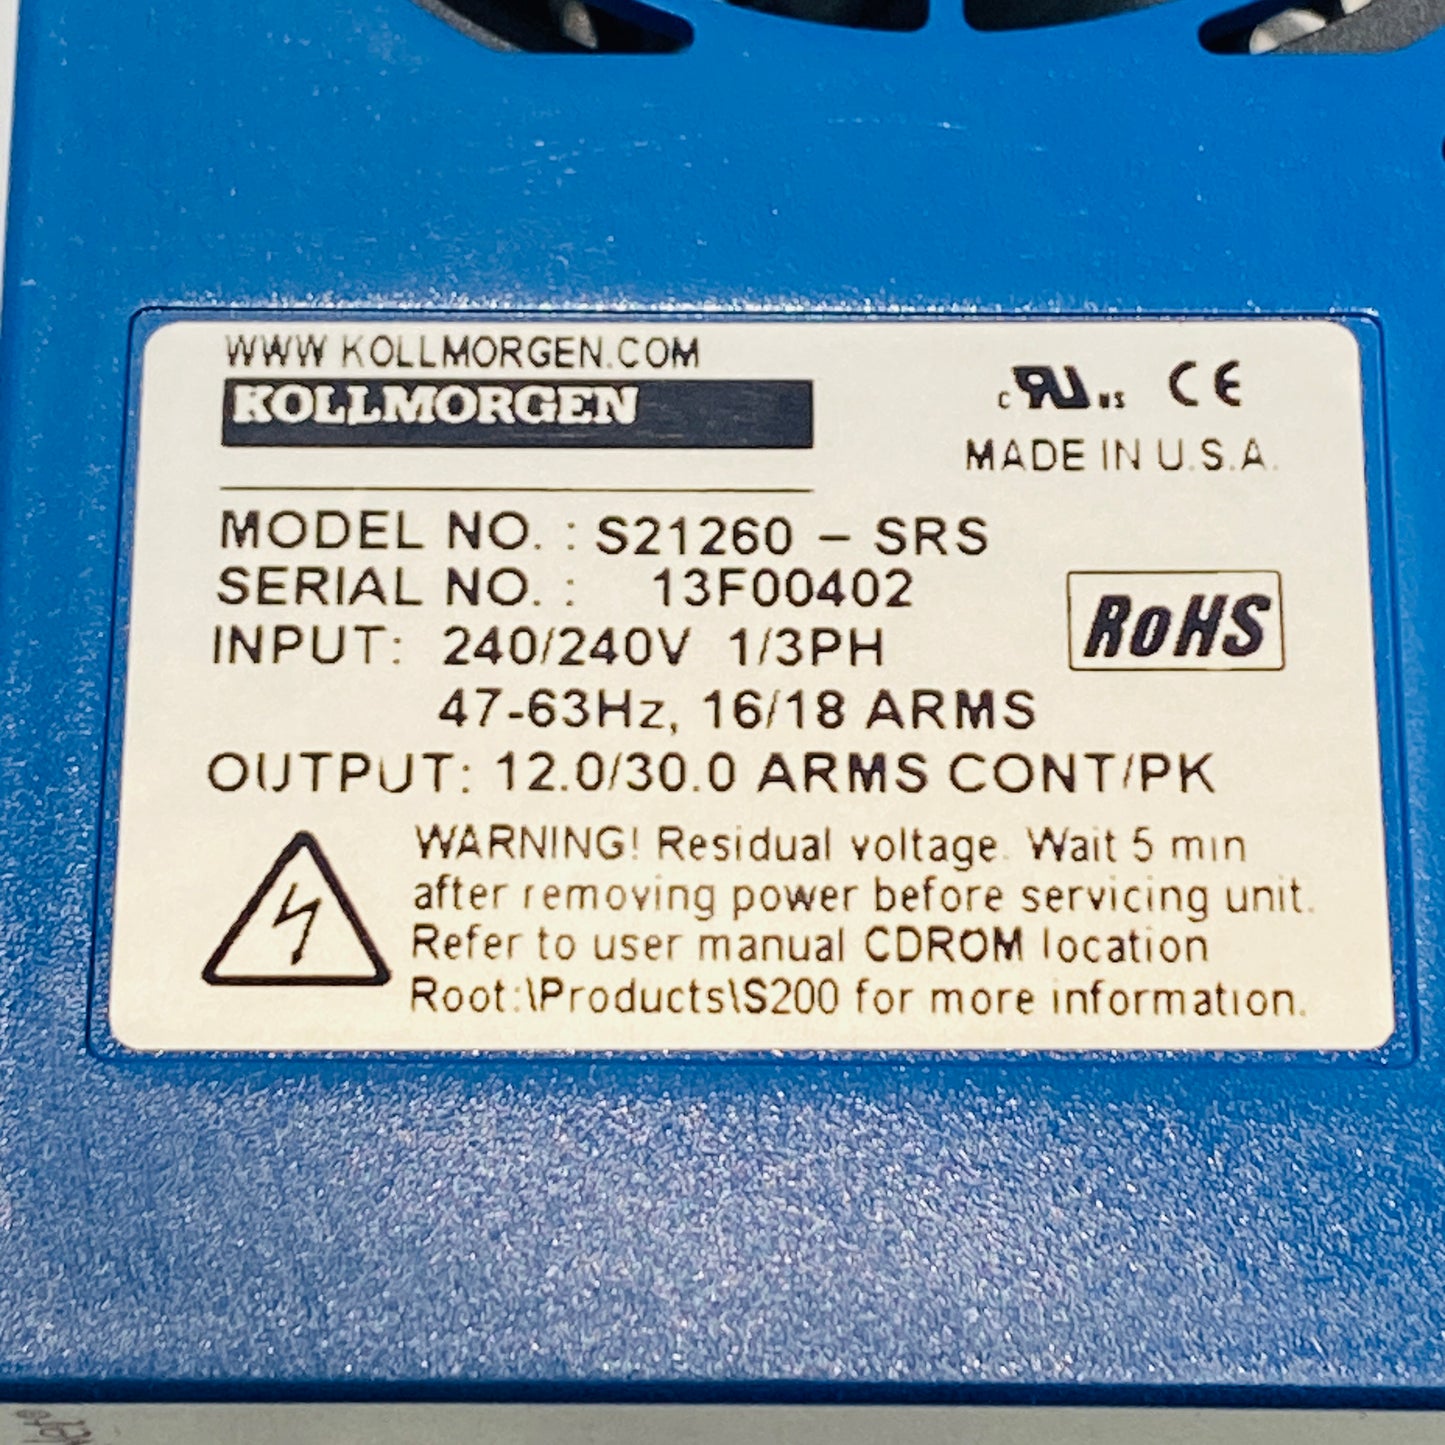 WWW KOLLMORGEN.COM
KOLLMORGEN
c RU us CE
MADE IN U.S.A.
MODEL NO. : S21260 – SRS
SERIAL NO. : 13F00402
INPUT: 240/240V 1/3PH
47-63Hz, 16/18 ARMS
RoHS
OUTPUT: 12.0/30.0 ARMS CONT/PK
WARNING! Residual voltage. Wait 5 min
after removing power before servicing unit.
Refer to user manual CDROM location
Root:\Products\S200 for more information.